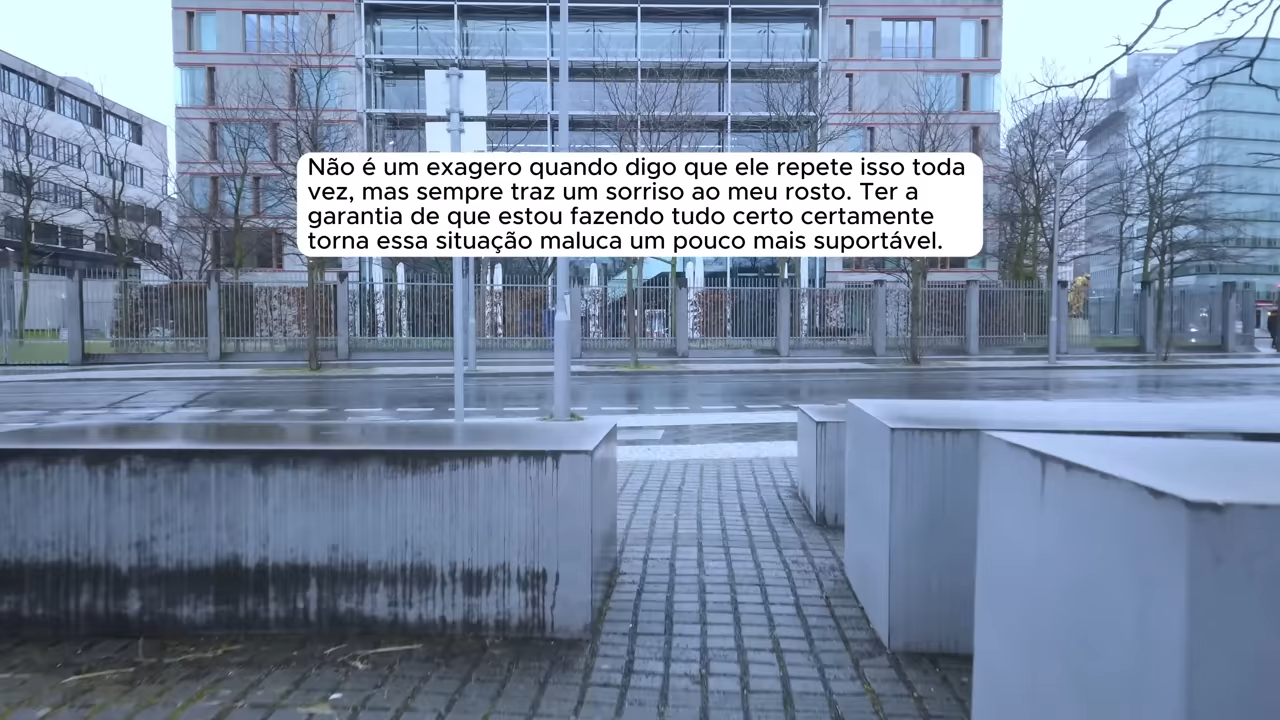 Não é um exagero quando digo que ele repete isso toda
vez, mas sempre traz um sorriso ao meu rosto. Ter a
garantia de que estou fazendo tudo certo certamente
torna essa situação maluca um pouco mais suportável.